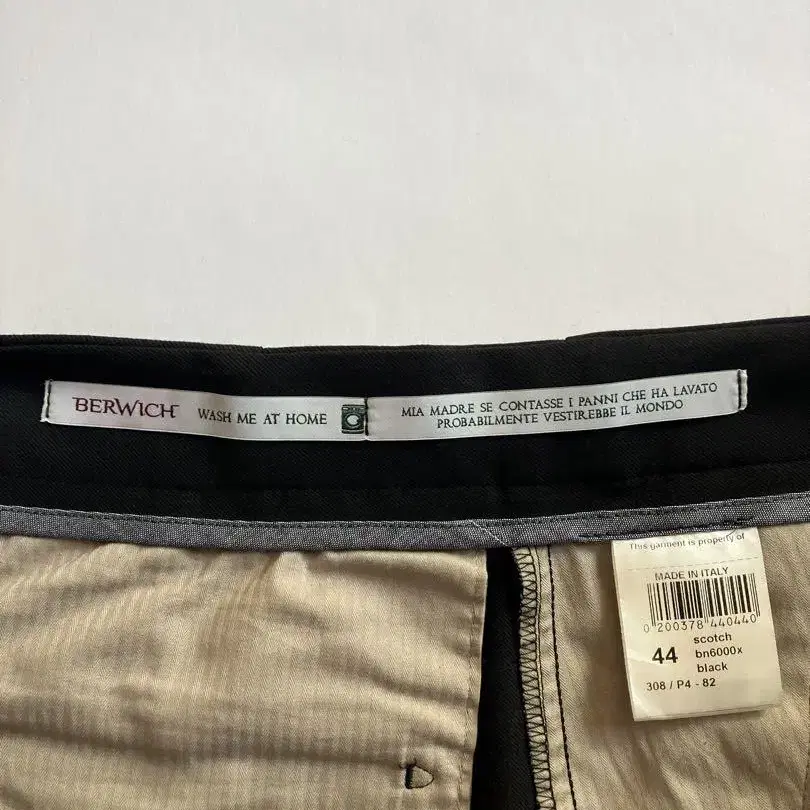 BERWICH WASH ME AT HOME
MIA MADRE SE CONTASSE I PANNI CHE HA LAVATO
PROBABILMENTE VESTIREBBE IL MONDO
This garment is property of
MADE IN ITALY
0 200378 440440
scotch
44 bn6000x
black
308 / P4 - 82